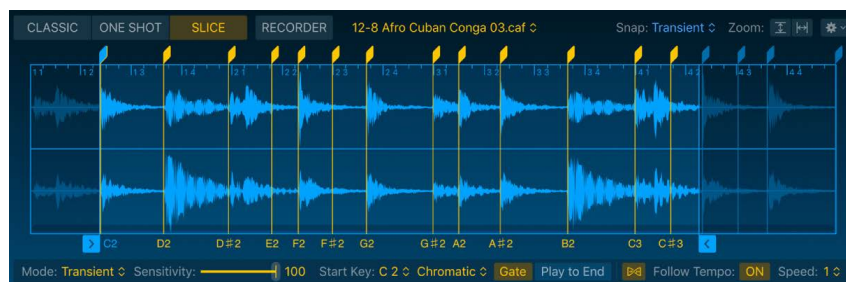 CLASSIC ONE SHOT SLICE RECORDER 12-8 Afro Cuban Conga 03.caf Snap: Transient Zoom:
1 1 1 2 1 3 1 4 2 1 2 2 2 3 2 4 3 1 3 2 3 3 3 4 4 1 4 2 4 3 4 4
C2 D2 D♯2 E2 F2 F♯2 G2 G♯2 A2 A♯2 B2 C3 C♯3
Mode: Transient Sensitivity: 100 Start Key: C 2 Chromatic Gate Play to End Follow Tempo: ON Speed: 1